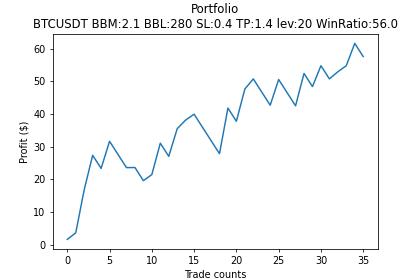 Portfolio
BTCUSDT BBM:2.1 BBL:280 SL:0.4 TP:1.4 lev:20 WinRatio:56.0
60
50
40
30
20
10
0
Profit ($)
0 5 10 15 20 25 30 35
Trade counts